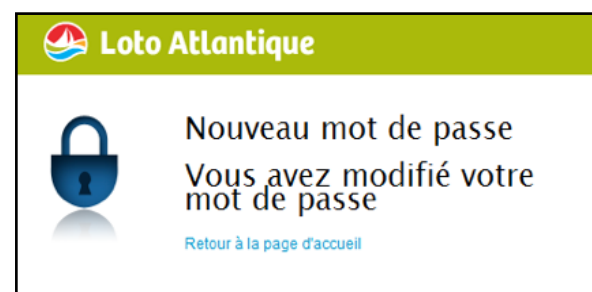 Loto Atlantique
Nouveau mot de passe
Vous avez modifié votre
mot de passe
Retour à la page d'accueil